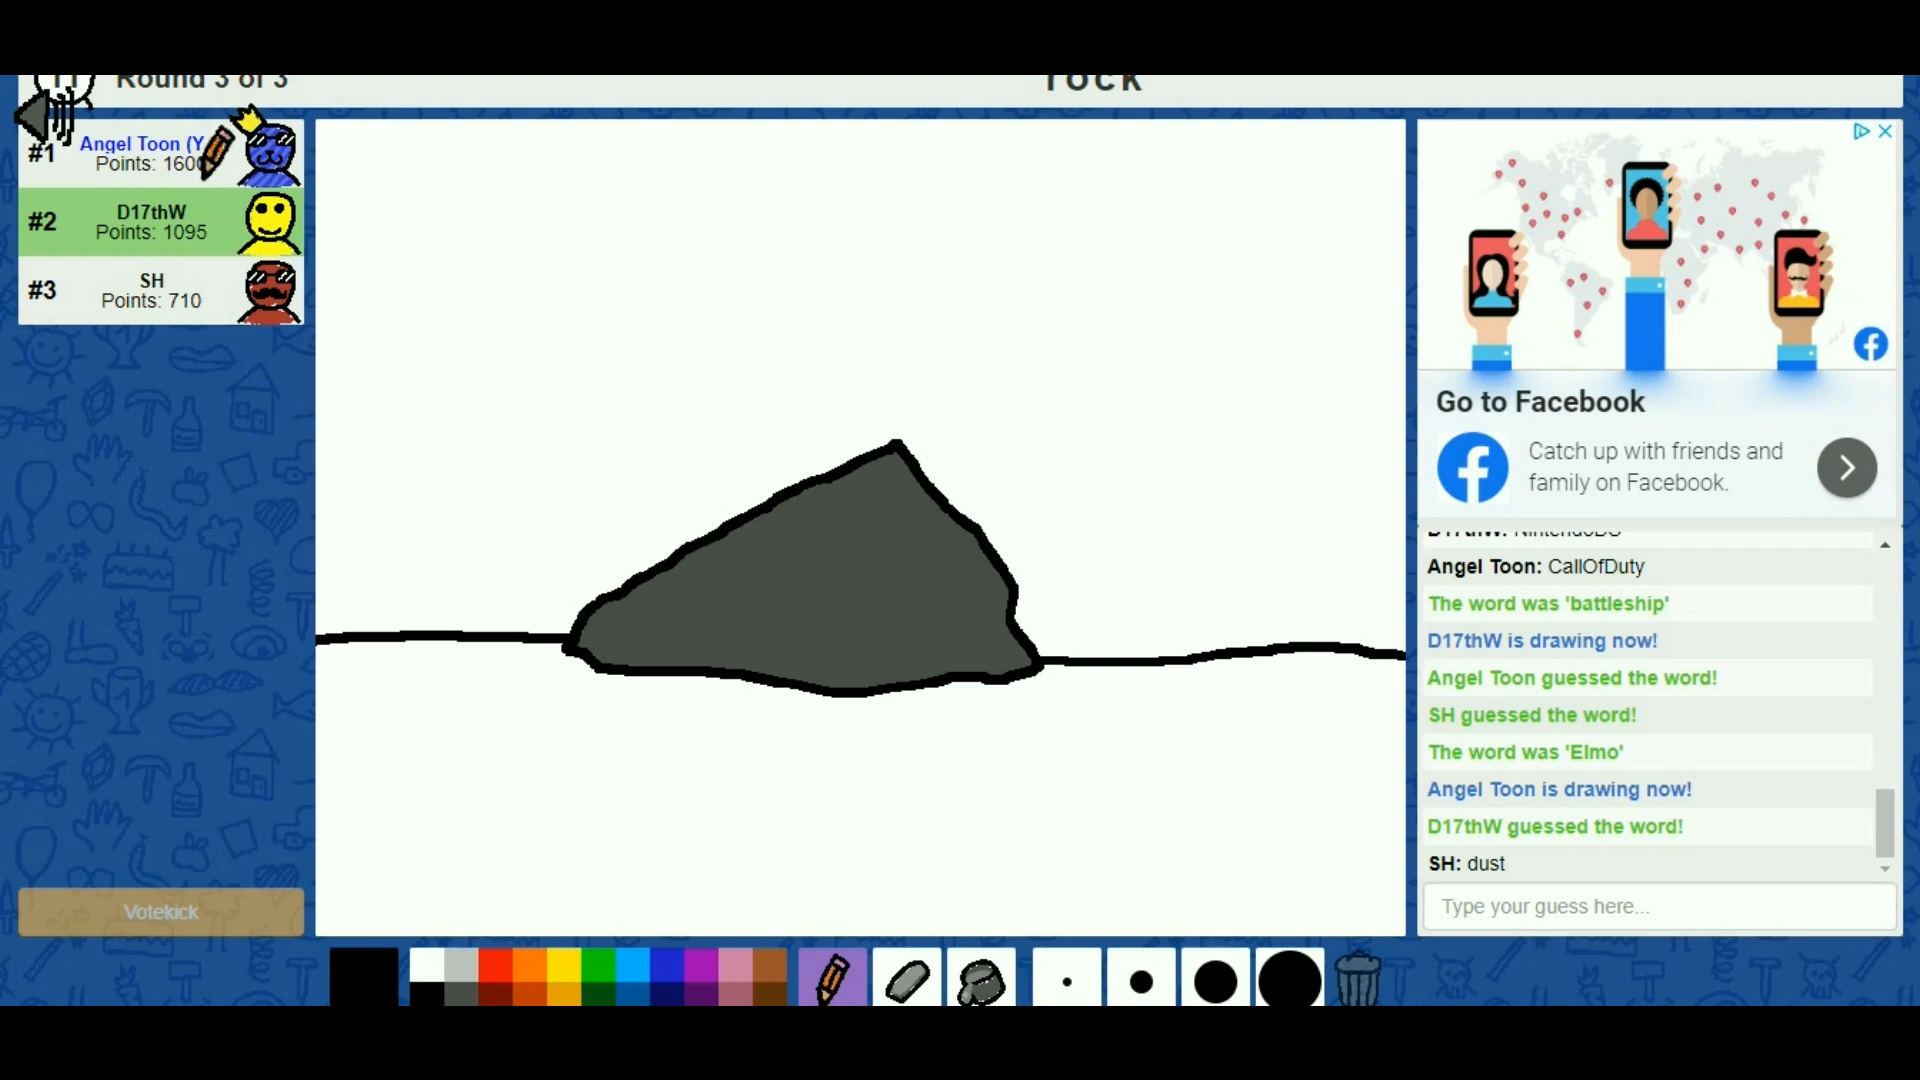 Round 3 of 3
rock
#1
Angel Toon (Y
Points: 1600
#2
D17thW
Points: 1095
#3
SH
Points: 710
Votekick
Go to Facebook
Catch up with friends and
family on Facebook.
D17thW: NintendoDS
Angel Toon: CallOfDuty
The word was 'battleship'
D17thW is drawing now!
Angel Toon guessed the word!
SH guessed the word!
The word was 'Elmo'
Angel Toon is drawing now!
D17thW guessed the word!
SH: dust
Type your guess here...